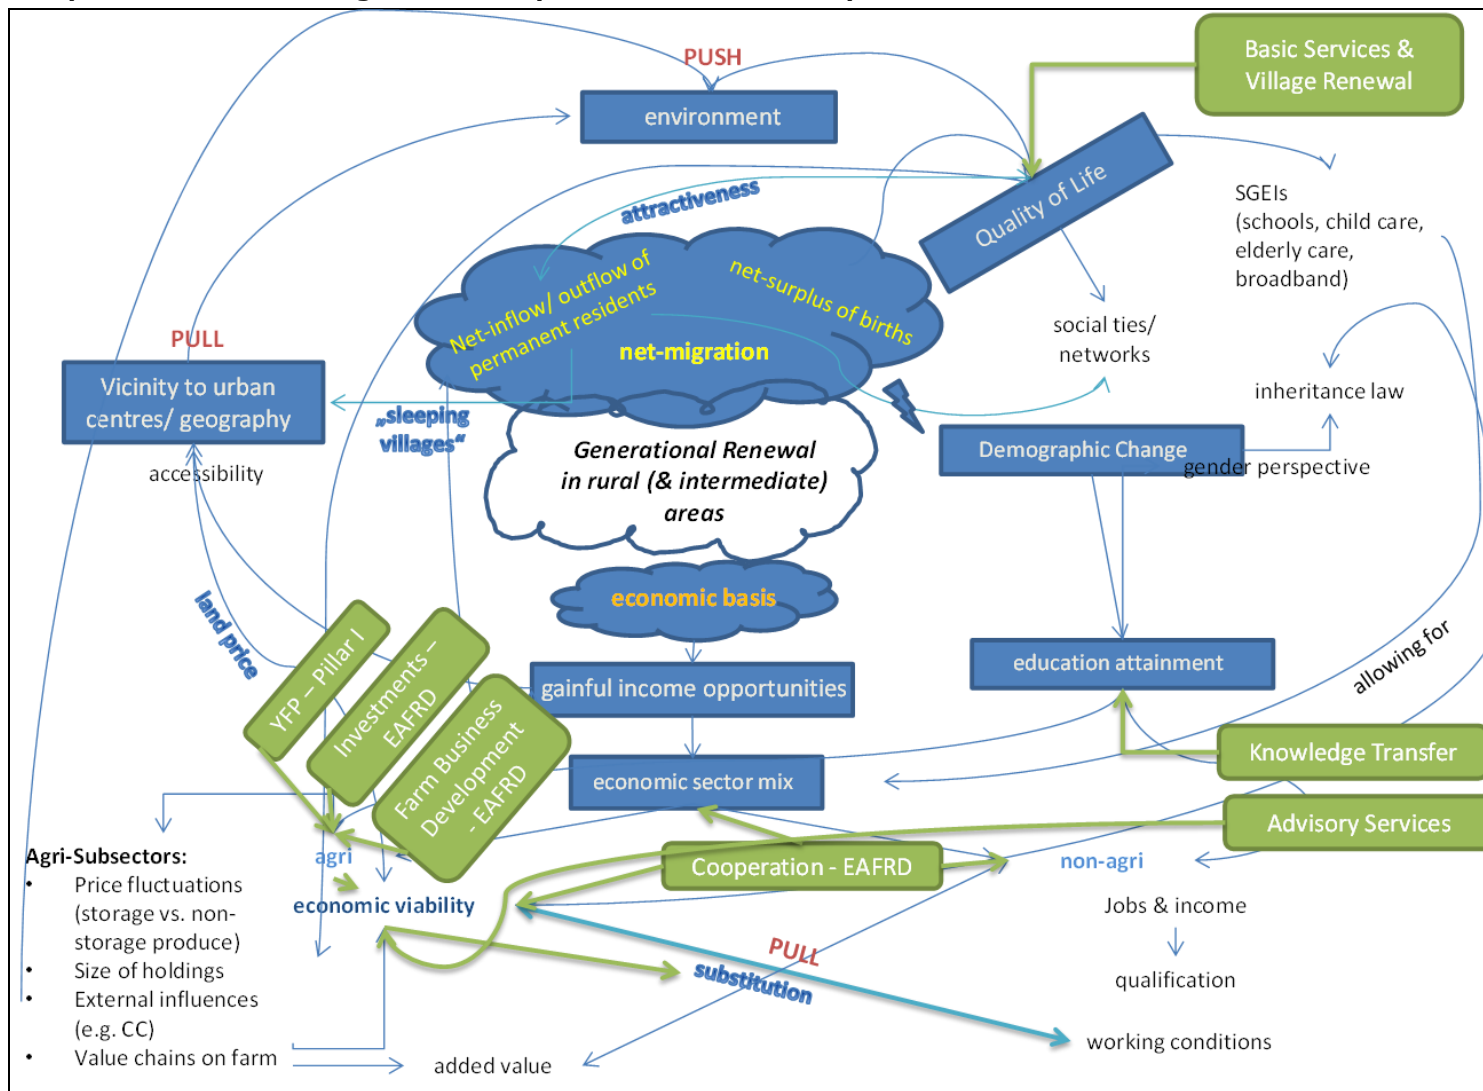 PUSH
environment
Basic Services &
Village Renewal
Quality of Life
SGEIs
(schools, child care,
elderly care,
broadband)
attractiveness
Net-inflow/ outflow of
permanent residents
net-surplus of births
net-migration
social ties/
networks
PULL
Vicinity to urban
centres/ geography
accessibility
„sleeping
villages“
inheritance law
Generational Renewal
in rural (& intermediate)
areas
Demographic Change
gender perspective
economic basis
land price
YFP – Pillar I
Investments –
EAFRD
Farm Business
Development
- EAFRD
gainful income opportunities
education attainment
allowing for
economic sector mix
Knowledge Transfer
Advisory Services
Cooperation - EAFRD
agri
non-agri
economic viability
Agri-Subsectors:
• Price fluctuations
(storage vs. non-
storage produce)
• Size of holdings
• External influences
(e.g. CC)
• Value chains on farm
Jobs & income
qualification
working conditions
PULL
substitution
added value